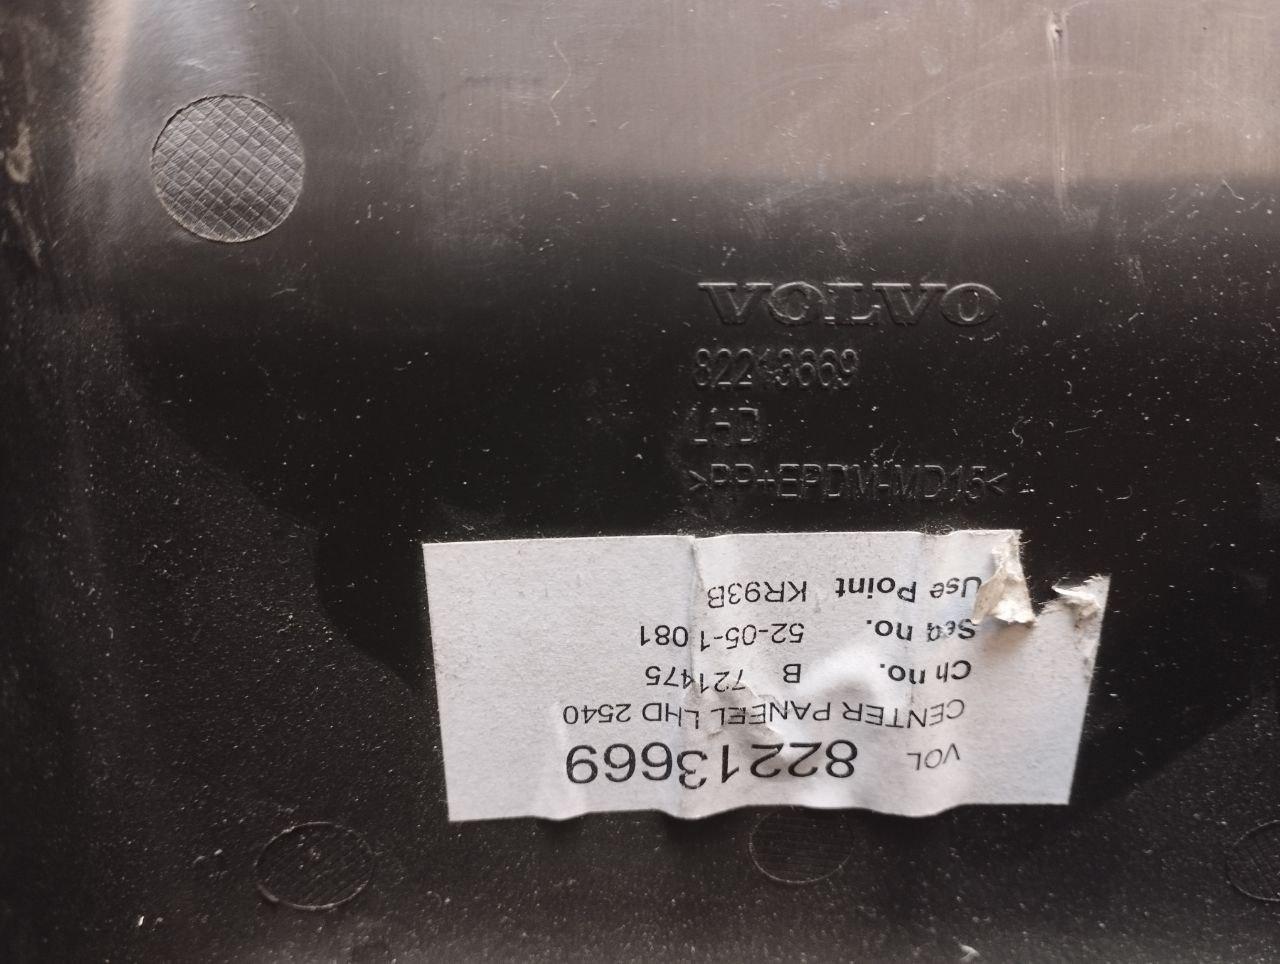 VOLVO
82213669
LHD
>PP+EPDM-MD15<
VOL 82213669
CENTER PANEEL LHD 2540
Ch no. B 721475
Seq no. 52-05-1 081
Use Point KR93B